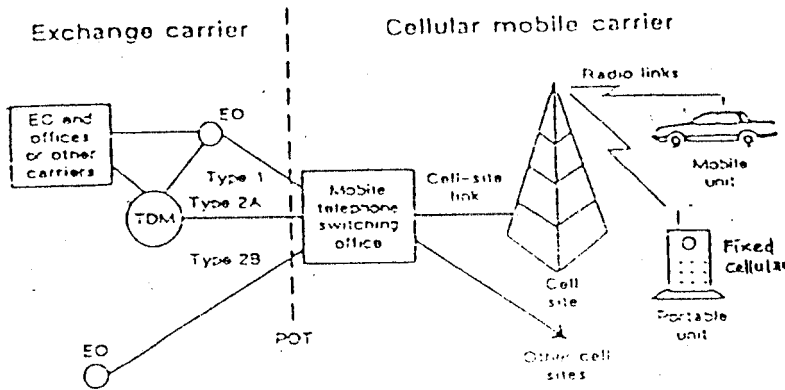 Exchange carrier
Cellular mobile carrier
Radio links
EO
EC and
offices
or other
carriers
Mobile
unit
Type 1
Cell-site
link
Mobile
telephone
switching
office
TDM
Type 2A
Type 2B
Fixed
cellular
Cell
site
Portable
unit
POT
EO
Other cell
sites